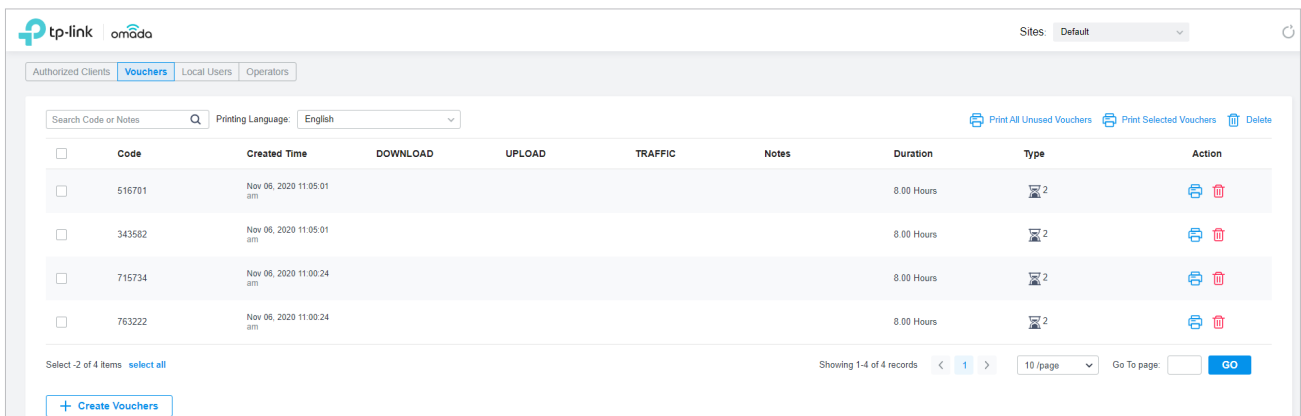 tp-link omada Sites: Default
Authorized Clients Vouchers Local Users Operators
Search Code or Notes Printing Language: English Print All Unused Vouchers Print Selected Vouchers Delete
Code Created Time DOWNLOAD UPLOAD TRAFFIC Notes Duration Type Action
516701 Nov 06, 2020 11:05:01 am 8.00 Hours 2
343582 Nov 06, 2020 11:05:01 am 8.00 Hours 2
715734 Nov 06, 2020 11:00:24 am 8.00 Hours 2
763222 Nov 06, 2020 11:00:24 am 8.00 Hours 2
Select -2 of 4 items select all Showing 1-4 of 4 records < 1 > 10 /page Go To page: GO
+ Create Vouchers